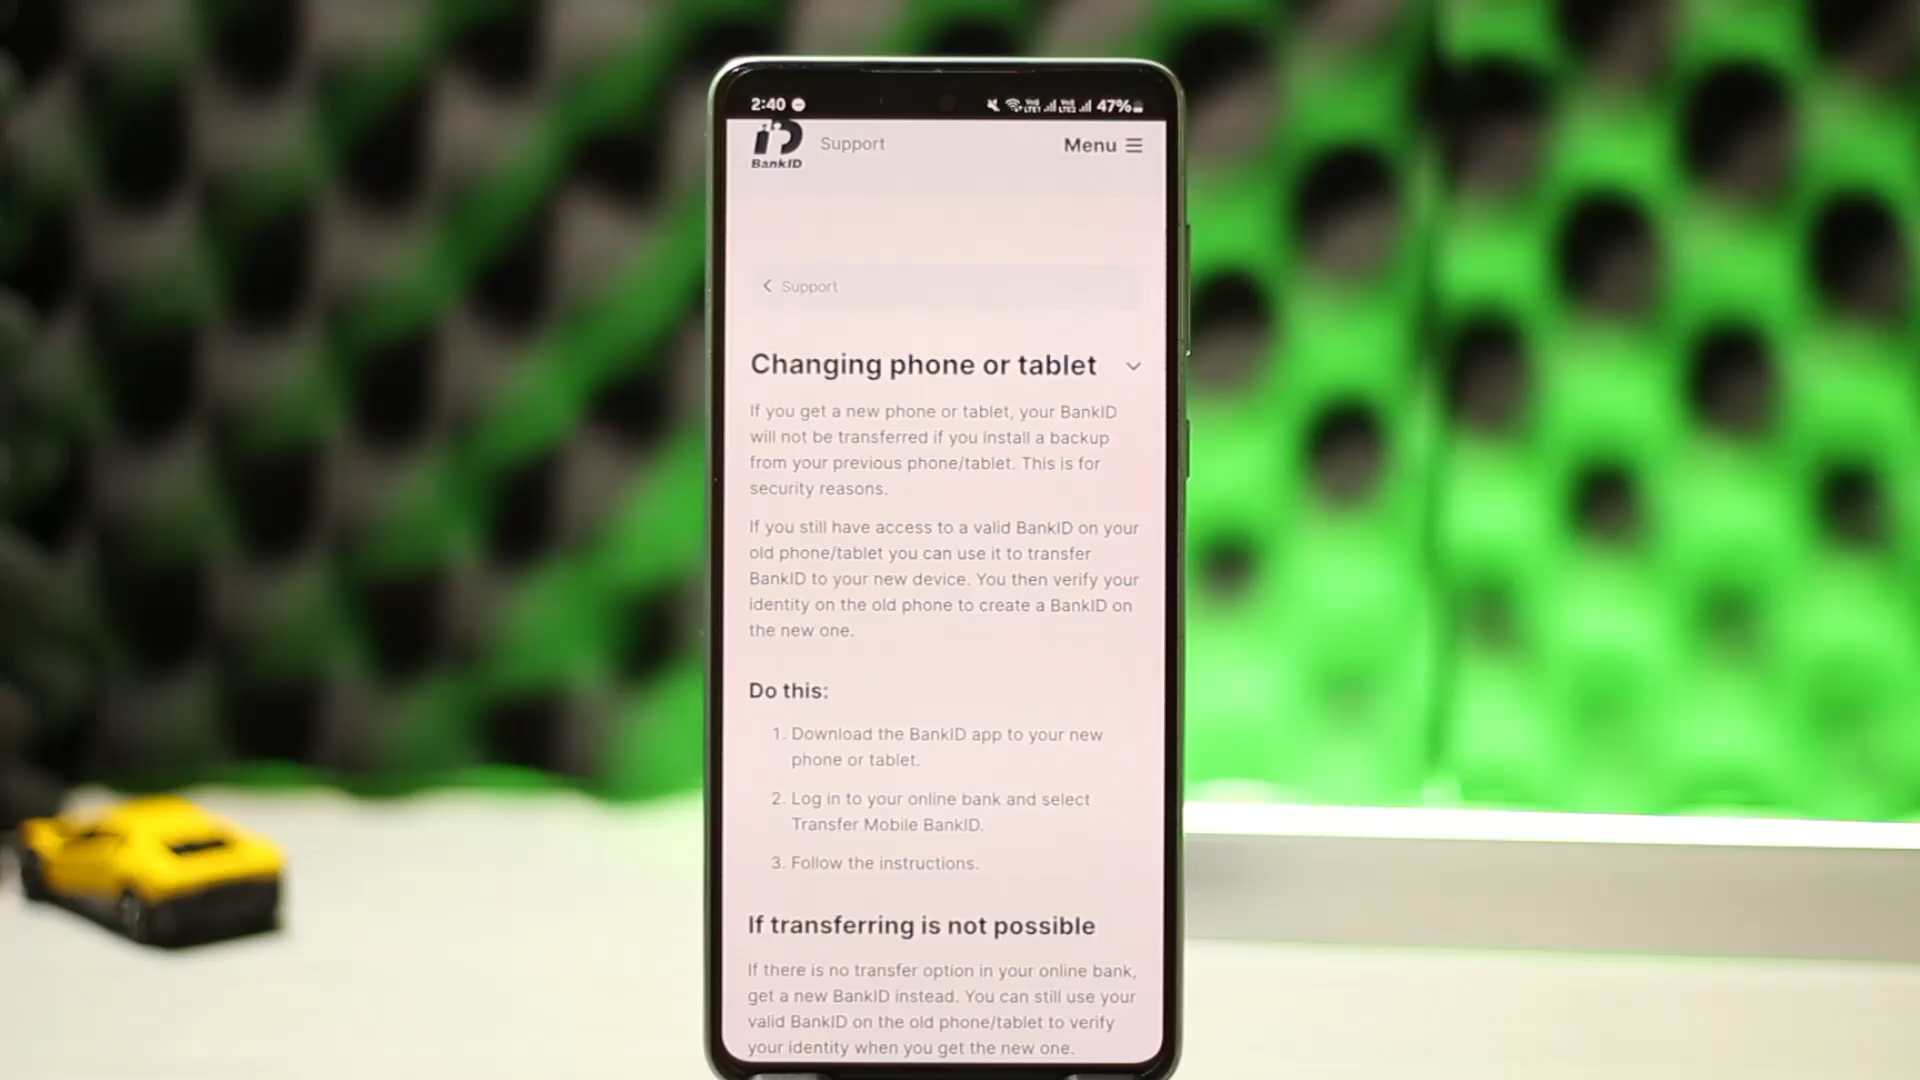 2:40
47%
BankID
Support
Menu
Support
Changing phone or tablet
If you get a new phone or tablet, your BankID
will not be transferred if you install a backup
from your previous phone/tablet. This is for
security reasons.
If you still have access to a valid BankID on your
old phone/tablet you can use it to transfer
BankID to your new device. You then verify your
identity on the old phone to create a BankID on
the new one.
Do this:
1. Download the BankID app to your new
phone or tablet.
2. Log in to your online bank and select
Transfer Mobile BankID.
3. Follow the instructions.
If transferring is not possible
If there is no transfer option in your online bank,
get a new BankID instead. You can still use your
valid BankID on the old phone/tablet to verify
your identity when you get the new one.